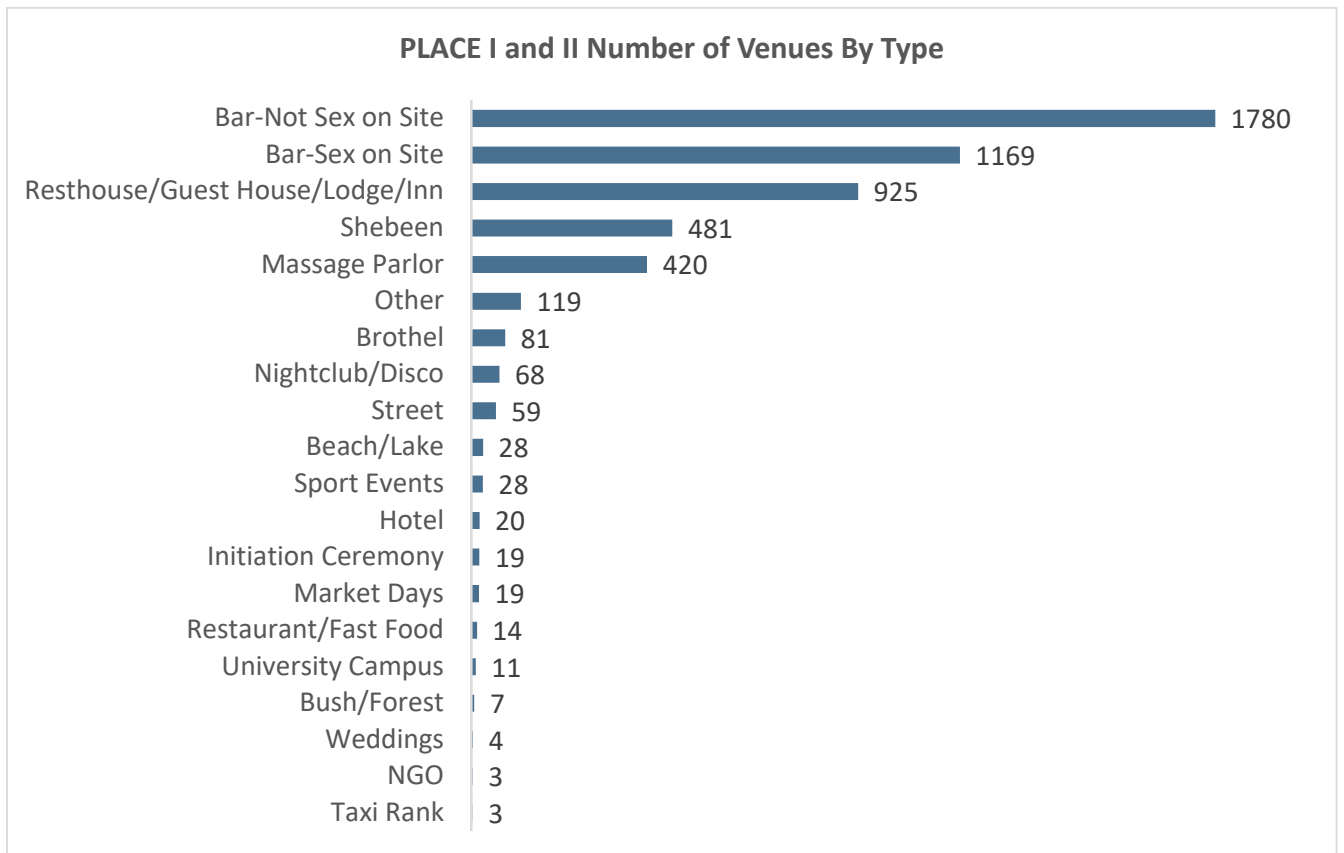 PLACE I and II Number of Venues By Type
Bar-Not Sex on Site 1780
Bar-Sex on Site 1169
Resthouse/Guest House/Lodge/Inn 925
Shebeen 481
Massage Parlor 420
Other 119
Brothel 81
Nightclub/Disco 68
Street 59
Beach/Lake 28
Sport Events 28
Hotel 20
Initiation Ceremony 19
Market Days 19
Restaurant/Fast Food 14
University Campus 11
Bush/Forest 7
Weddings 4
NGO 3
Taxi Rank 3